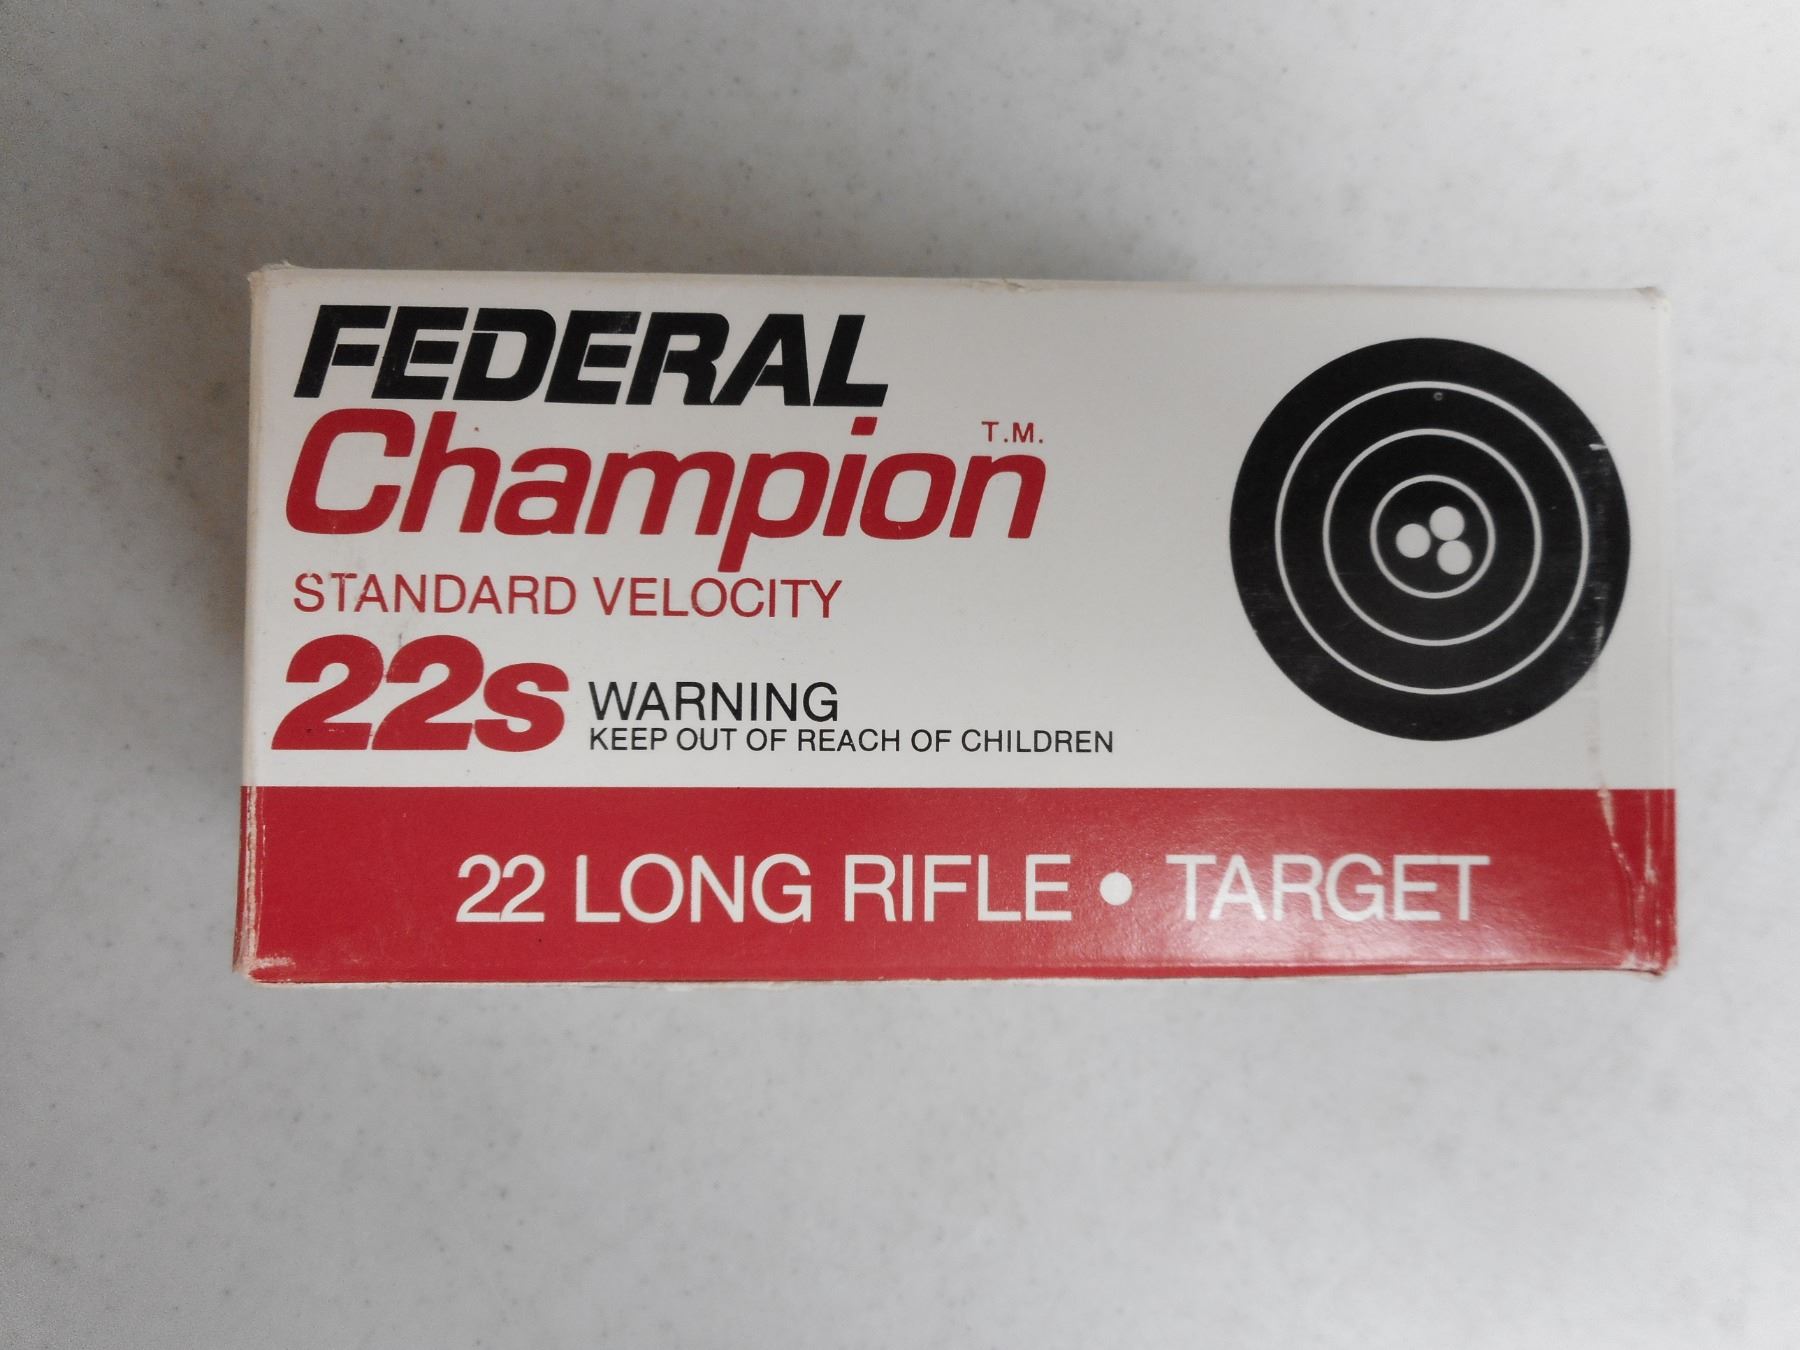 FEDERAL
Champion T.M.
STANDARD VELOCITY
22s WARNING
KEEP OUT OF REACH OF CHILDREN
22 LONG RIFLE • TARGET